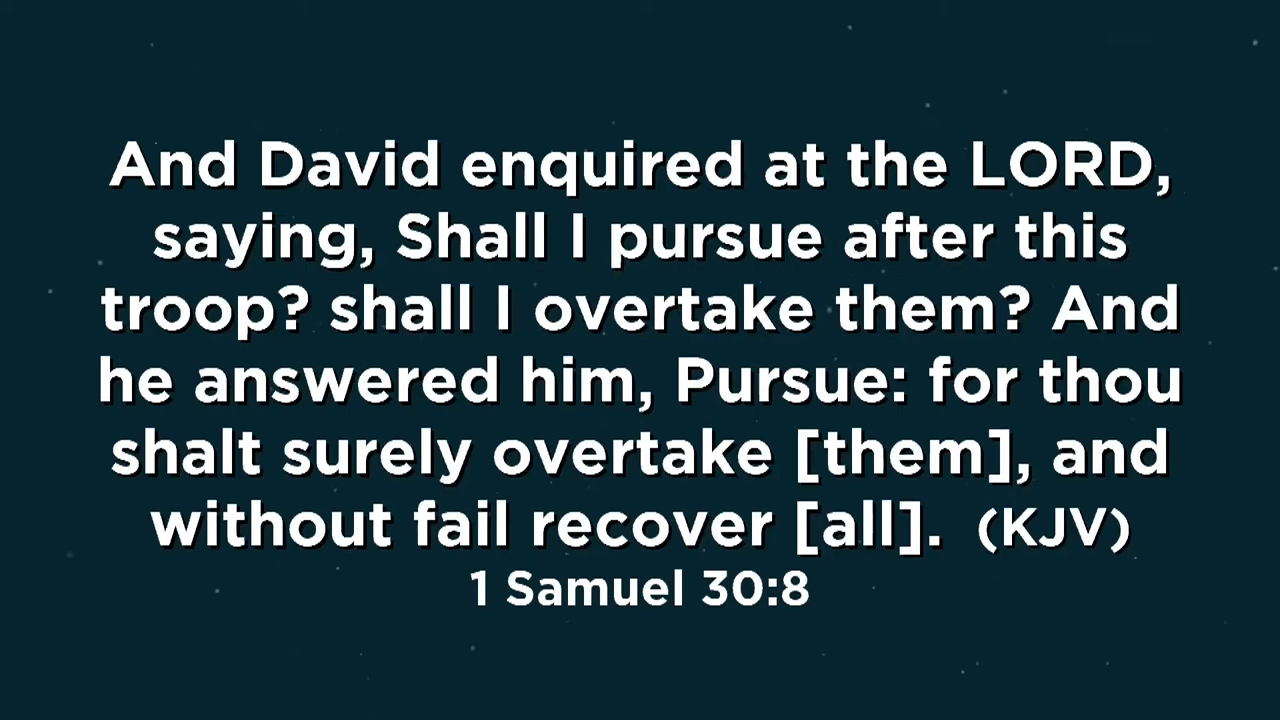 And David enquired at the LORD,
saying, Shall I pursue after this
troop? shall I overtake them? And
he answered him, Pursue: for thou
shalt surely overtake [them], and
without fail recover [all].  (KJV)
1 Samuel 30:8